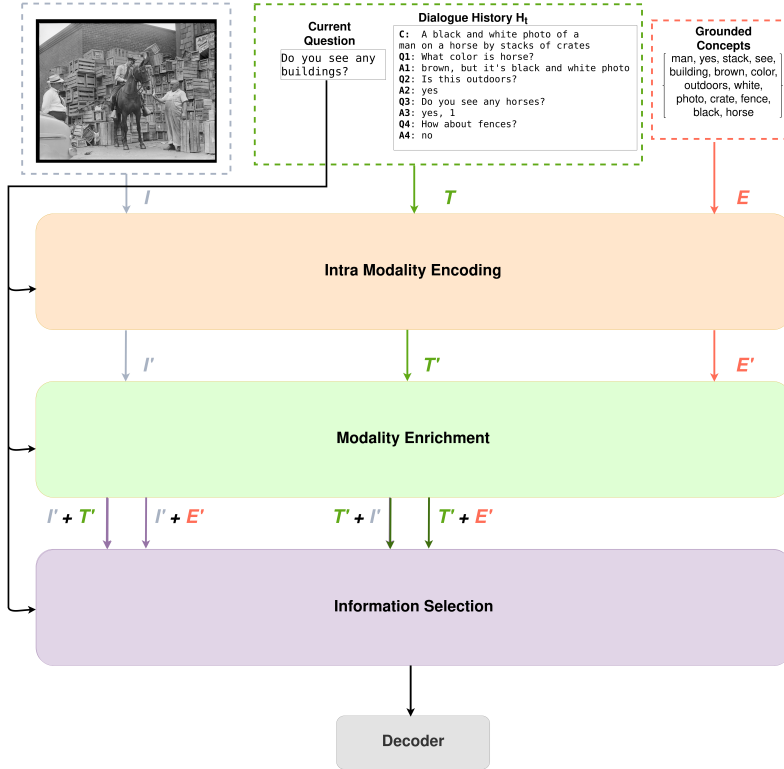 Current
Question
Do you see any
buildings?
Dialogue History Ht
C: A black and white photo of a
man on a horse by stacks of crates
Q1: What color is horse?
A1: brown, but it's black and white photo
Q2: Is this outdoors?
A2: yes
Q3: Do you see any horses?
A3: yes, 1
Q4: How about fences?
A4: no
Grounded
Concepts
man, yes, stack, see,
building, brown, color,
outdoors, white,
photo, crate, fence,
black, horse
I
T
E
Intra Modality Encoding
I'
T'
E'
Modality Enrichment
I' + T'
I' + E'
T' + I'
T' + E'
Information Selection
Decoder